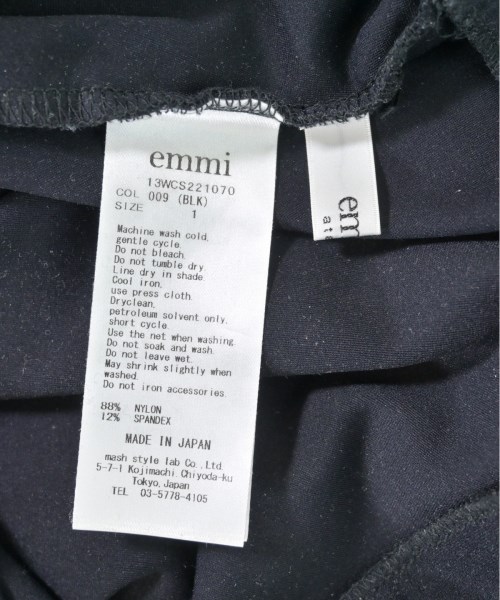 emmi
13WCS221070
COL 009 (BLK)
SIZE 1
Machine wash cold.
gentle cycle.
Do not bleach.
Do not tumble dry
Line dry in shade.
Cool iron.
use press cloth.
Dryclean.
petroleum solvent only.
short cycle.
Use the net when washing.
Do not soak and wash.
Do not leave wet.
May shrink slightly when
washed.
Do not iron accessories.
88% NYLON
12% SPANDEX
MADE IN JAPAN
mash style lab Co.,Ltd.
5-7-1 Kojimachi Chiyoda-ku
Tokyo,Japan
TEL 03-5778-4105
em
ate